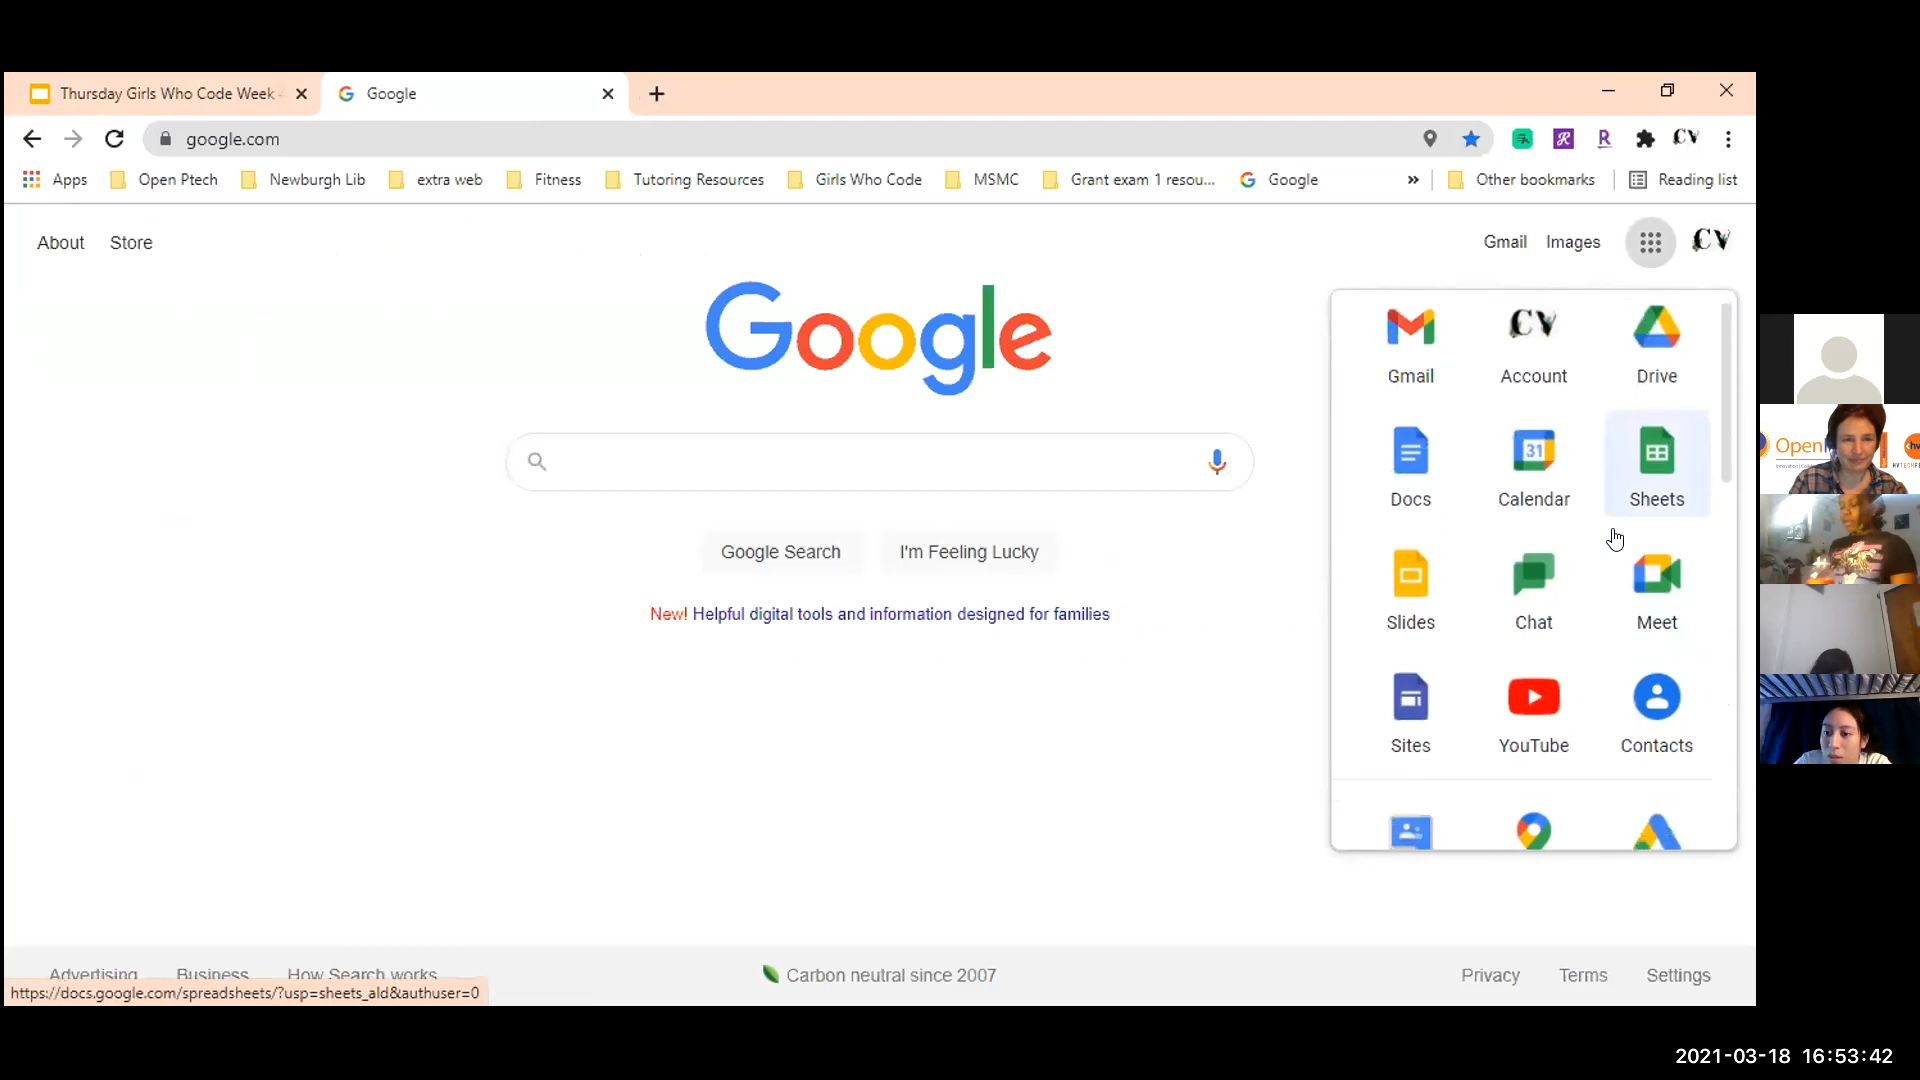 Thursday Girls Who Code Week
Google
google.com
CV
Apps
Open Ptech
Newburgh Lib
extra web
Fitness
Tutoring Resources
Girls Who Code
MSMC
Grant exam 1 resou...
Google
»
Other bookmarks
Reading list
About
Store
Gmail
Images
CV
Google
Gmail
CV
Account
Drive
Docs
31
Calendar
Sheets
Slides
Chat
Meet
Sites
YouTube
Contacts
Google Search
I'm Feeling Lucky
New! Helpful digital tools and information designed for families
Open
Advertising
Business
How Search works
Carbon neutral since 2007
Privacy
Terms
Settings
https://docs.google.com/spreadsheets/?usp=sheets_ald&authuser=0
2021-03-18 16:53:42